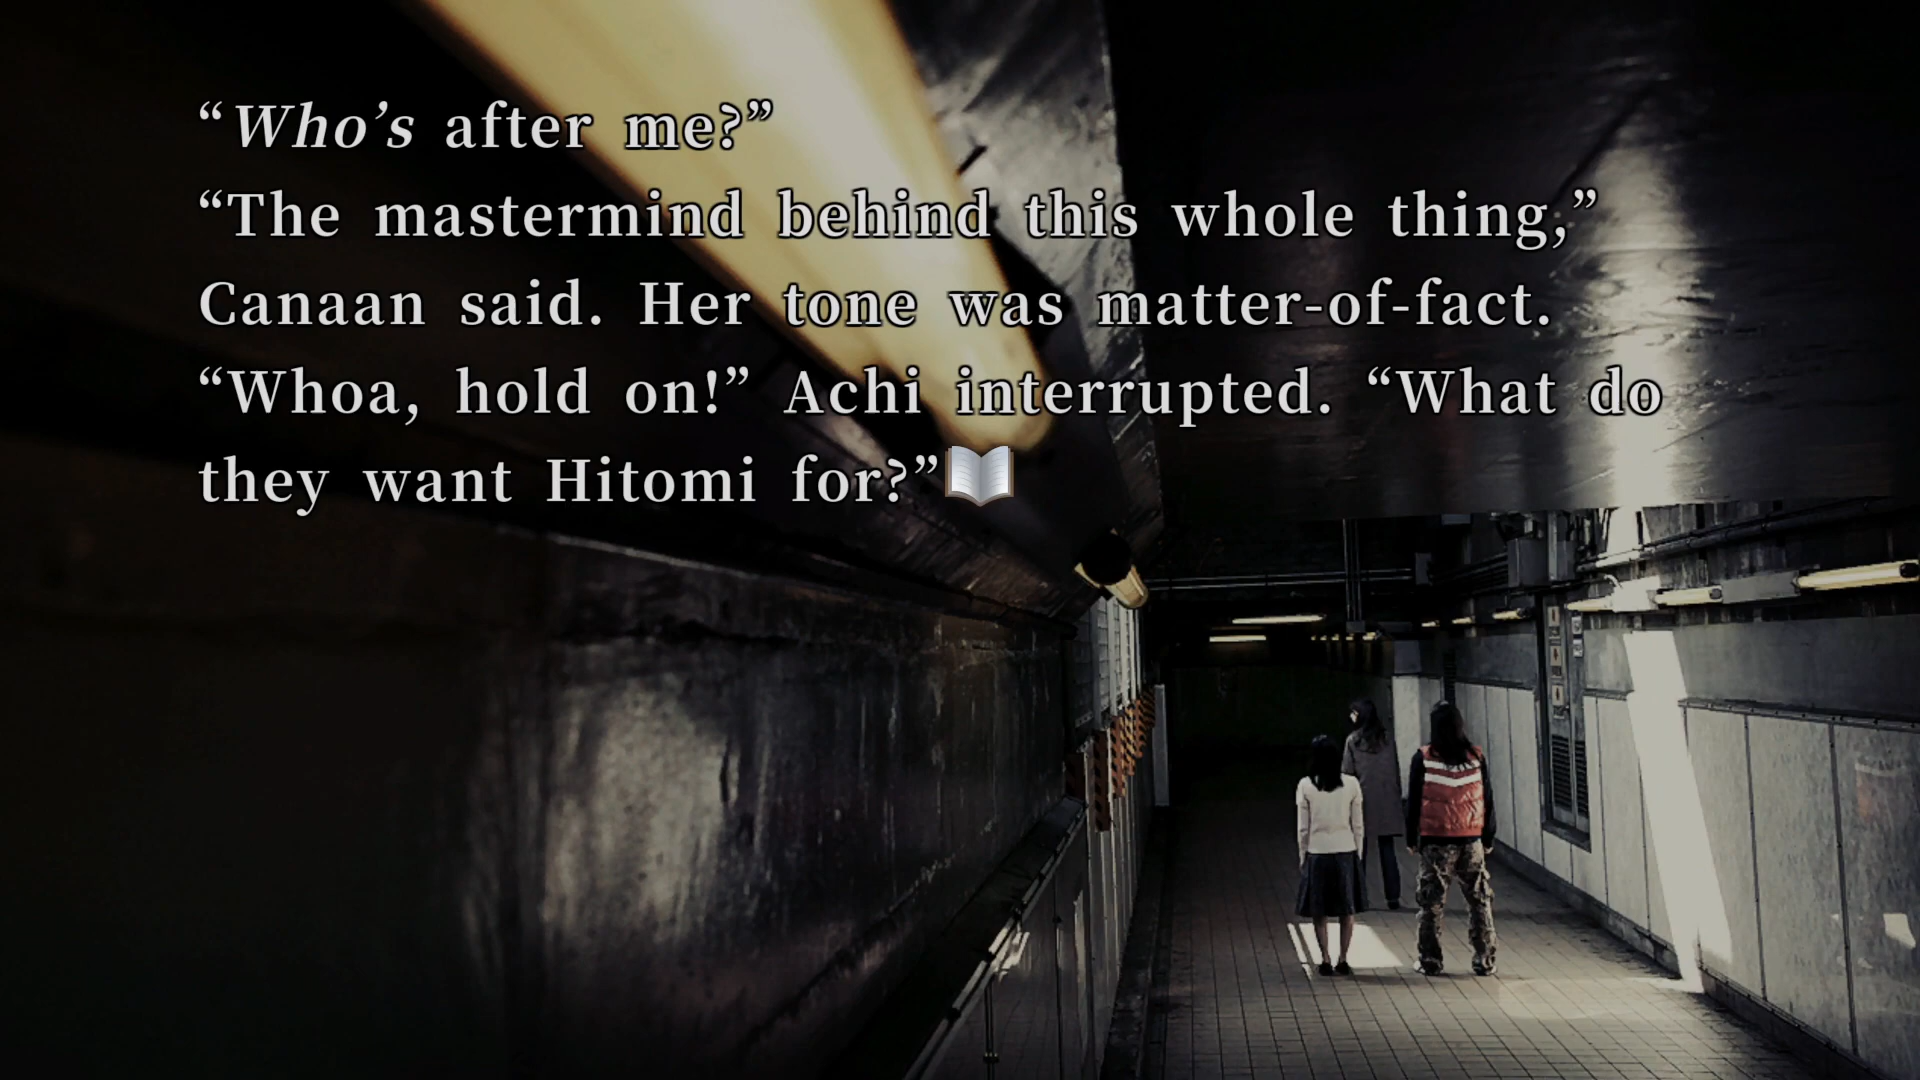 “Who’s after me?”
“The mastermind behind this whole thing,”
Canaan said. Her tone was matter-of-fact.
“Whoa, hold on!” Achi interrupted. “What do
they want Hitomi for?”